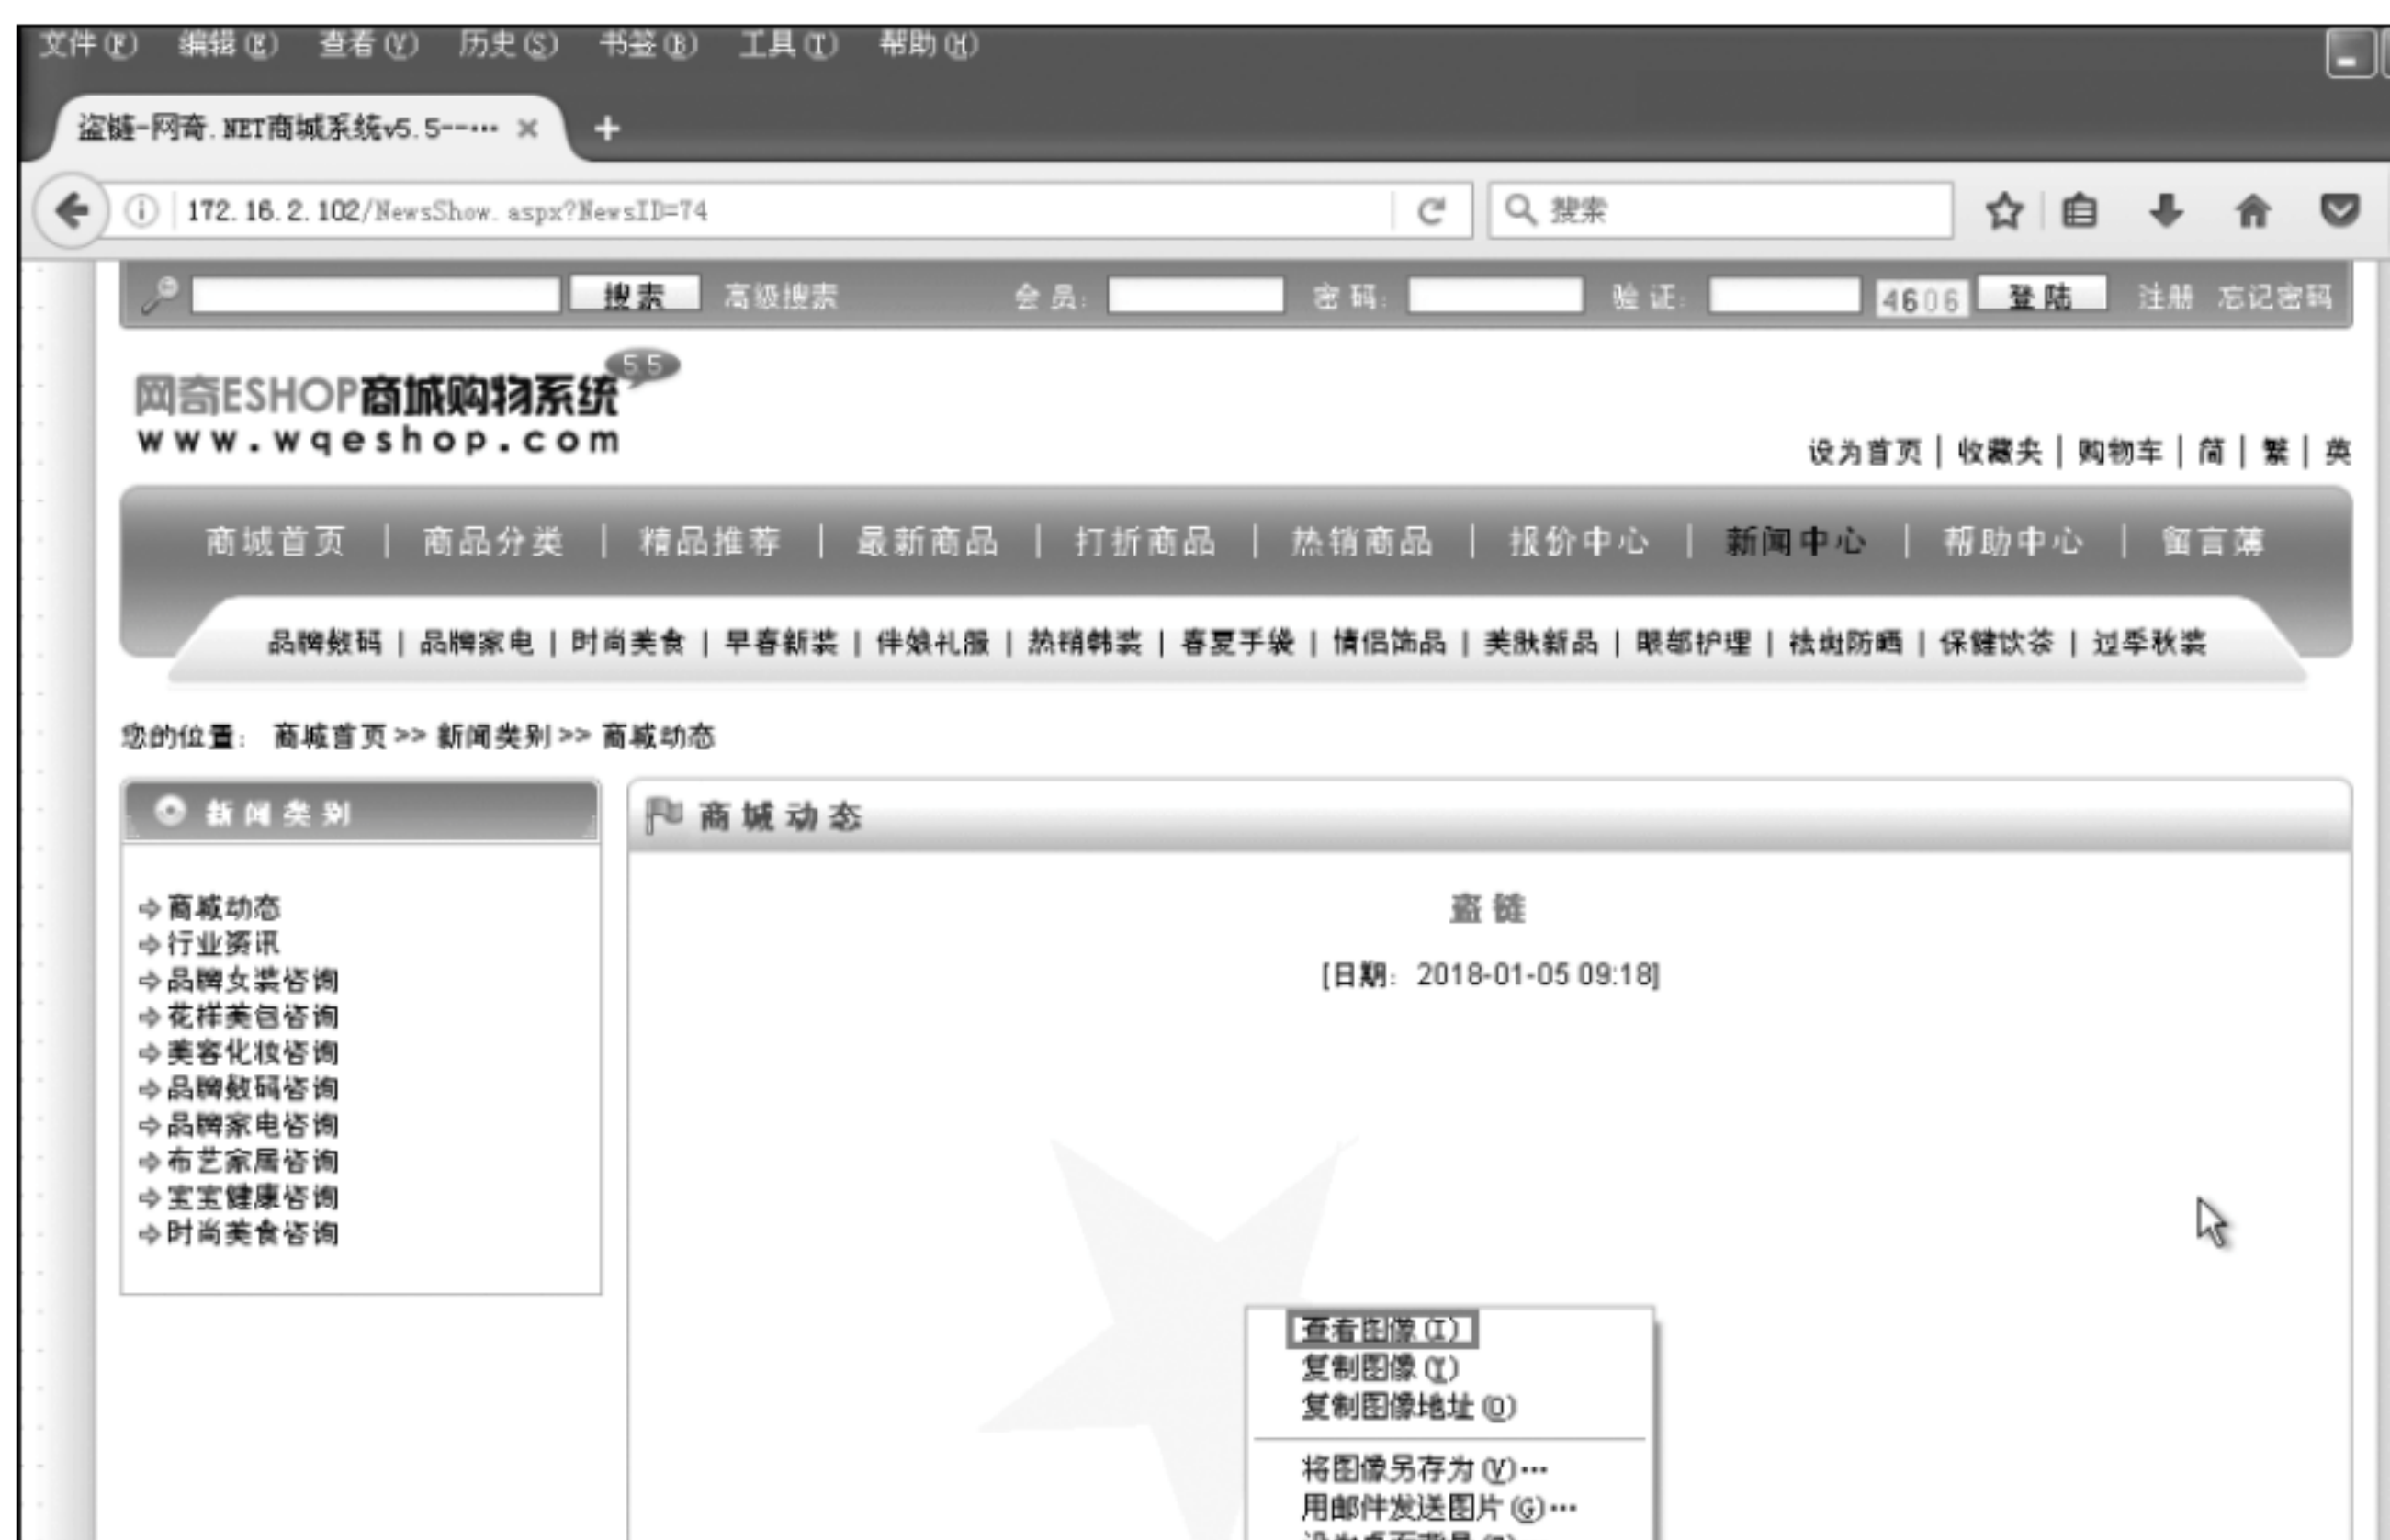 文件(F) 编辑(E) 查看(V) 历史(S) 书签(B) 工具(T) 帮助(H)
盗链-网奇.NET商城系统v5.5--… × +
172.16.2.102/NewsShow.aspx?NewsID=74 搜索
搜索 高级搜索 会 员: 密 码: 验 证: 4606 登 陆 注册 忘记密码
5.5
网奇ESHOP商城购物系统
www.wqeshop.com
设为首页 | 收藏夹 | 购物车 | 简 | 繁 | 英
商城首页 | 商品分类 | 精品推荐 | 最新商品 | 打折商品 | 热销商品 | 报价中心 | 新闻中心 | 帮助中心 | 留言薄
品牌数码 | 品牌家电 | 时尚美食 | 早春新装 | 伴娘礼服 | 热销韩装 | 春夏手袋 | 情侣饰品 | 美肤新品 | 眼部护理 | 祛斑防晒 | 保健饮茶 | 过季秋装
您的位置: 商城首页 >> 新闻类别 >> 商城动态
新闻类别
商城动态
行业资讯
品牌女装咨询
花样美包咨询
美容化妆咨询
品牌数码咨询
品牌家电咨询
布艺家居咨询
宝宝健康咨询
时尚美食咨询
商城动态
盗链
[日期: 2018-01-05 09:18]
查看图像(I)
复制图像(Y)
复制图像地址(O)
将图像另存为(V)…
用邮件发送图片(G)…